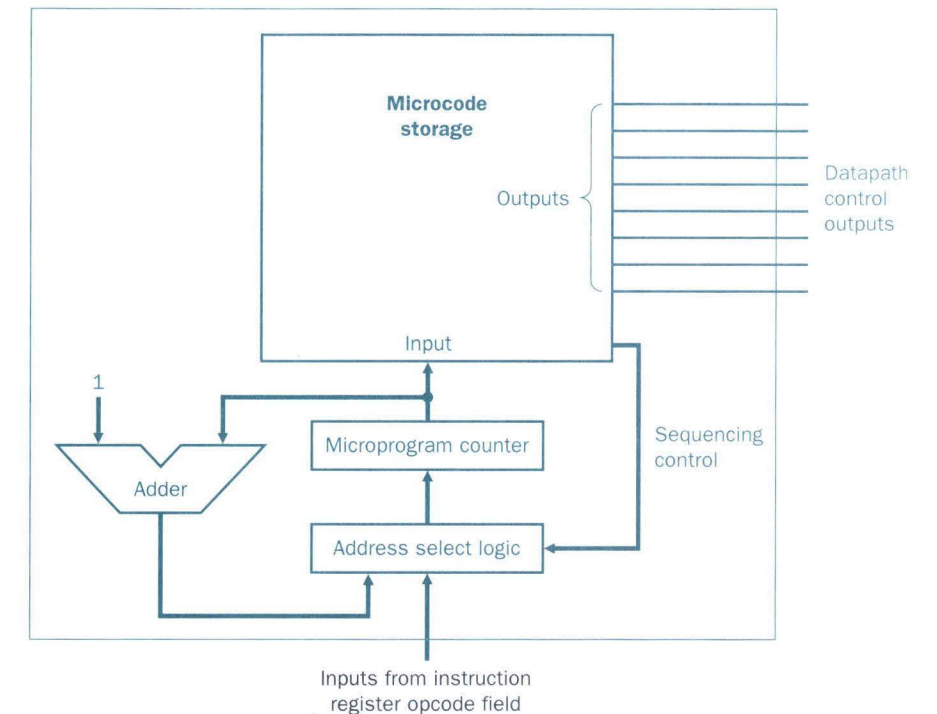 Microcode
storage
Outputs
Datapath
control
outputs
Input
1
Microprogram counter
Sequencing
control
Adder
Address select logic
Inputs from instruction
register opcode field